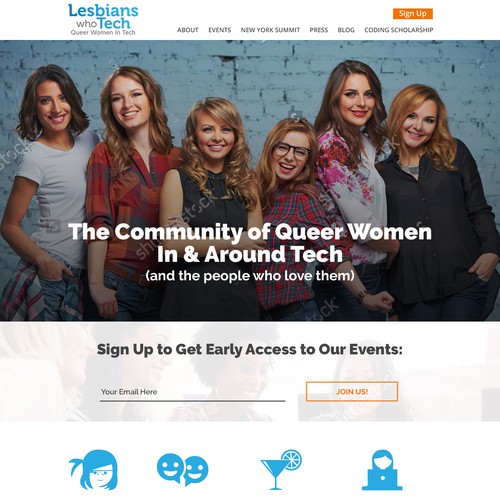 Lesbians
who Tech
Queer Women In Tech
Sign Up
ABOUT EVENTS NEW YORK SUMMIT PRESS BLOG CODING SCHOLARSHIP
The Community of Queer Women
In & Around Tech
(and the people who love them)
Sign Up to Get Early Access to Our Events:
Your Email Here
JOIN US!